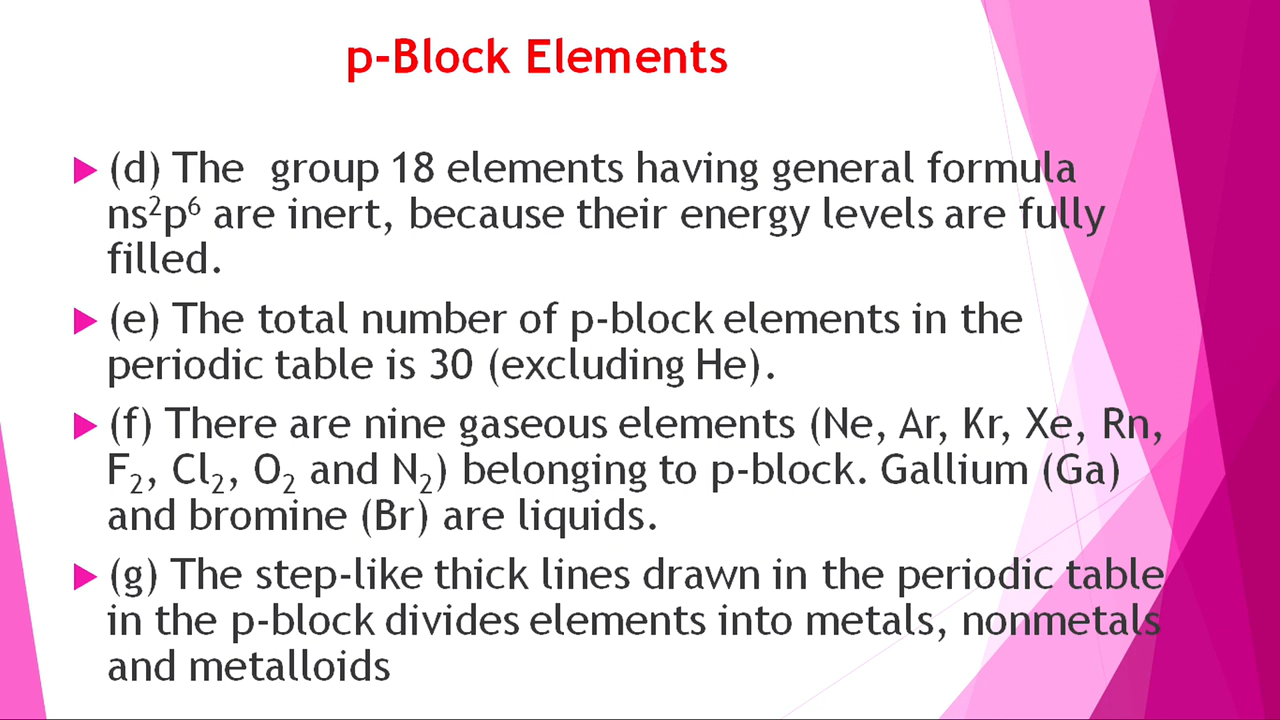 p-Block Elements
(d) The group 18 elements having general formula
ns²p⁶ are inert, because their energy levels are fully
filled.
(e) The total number of p-block elements in the
periodic table is 30 (excluding He).
(f) There are nine gaseous elements (Ne, Ar, Kr, Xe, Rn,
F₂, Cl₂, O₂ and N₂) belonging to p-block. Gallium (Ga)
and bromine (Br) are liquids.
(g) The step-like thick lines drawn in the periodic table
in the p-block divides elements into metals, nonmetals
and metalloids